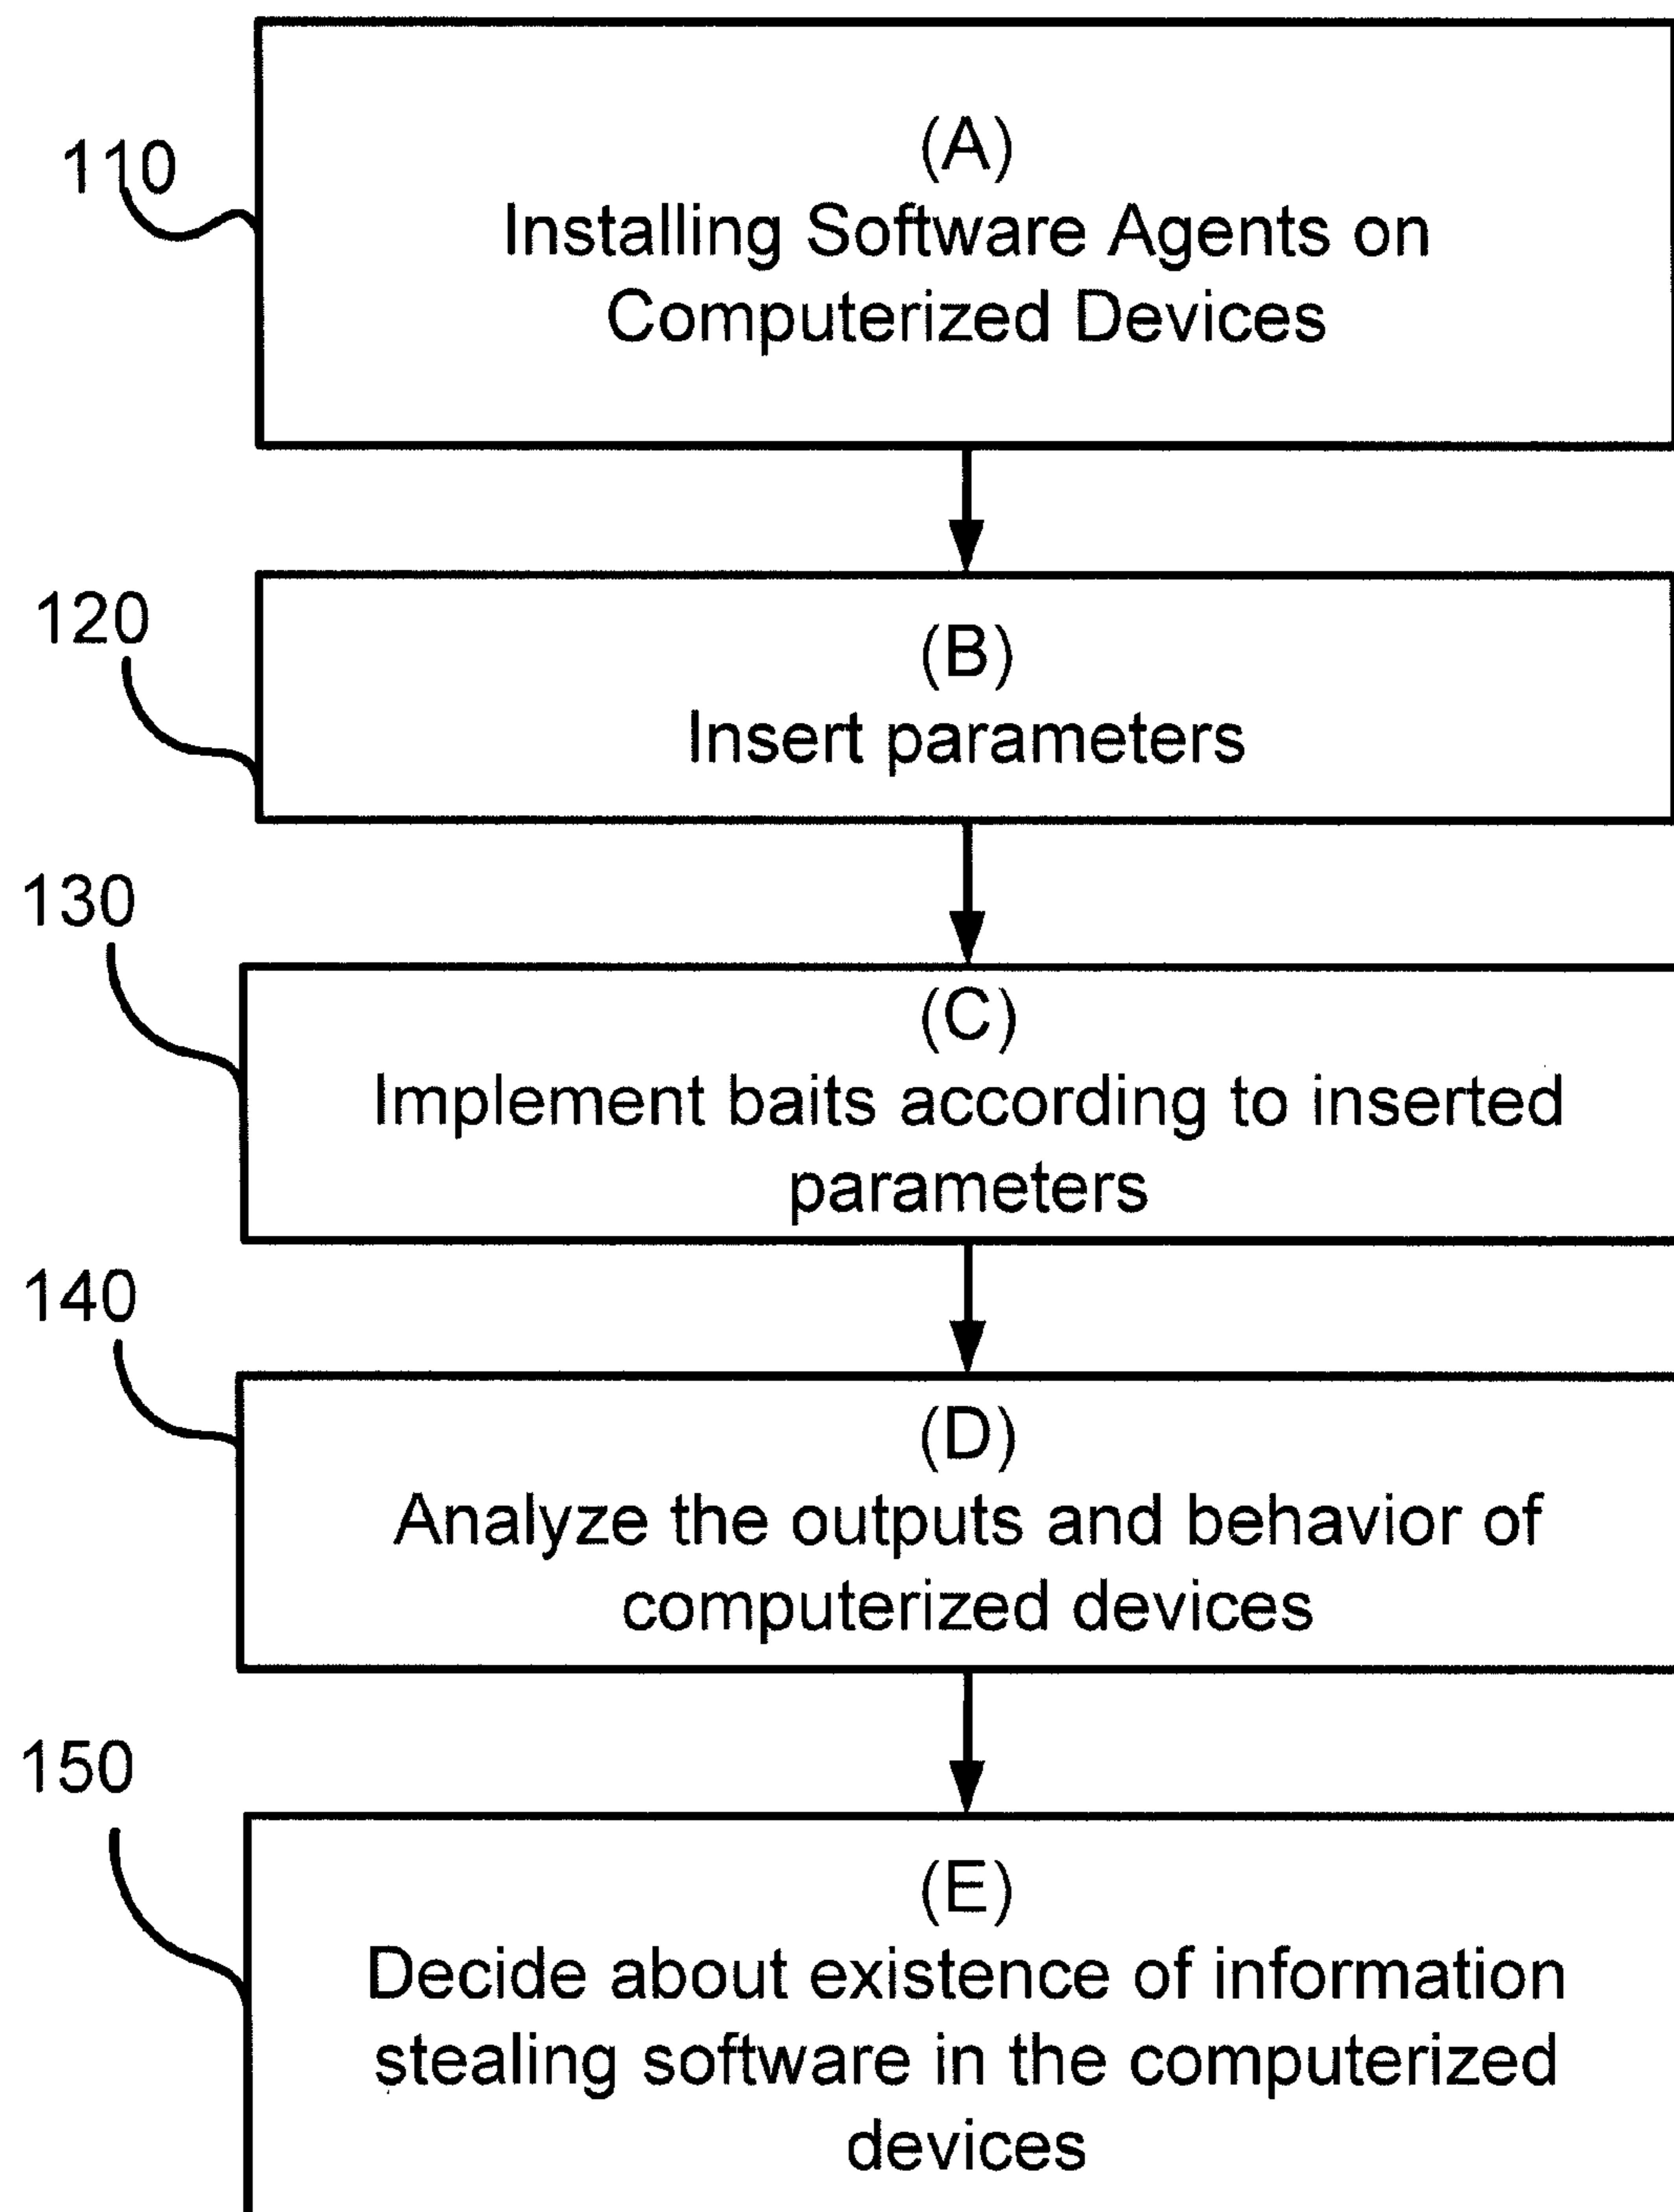 110
(A)
Installing Software Agents on
Computerized Devices
120
(B)
Insert parameters
130
(C)
Implement baits according to inserted
parameters
140
(D)
Analyze the outputs and behavior of
computerized devices
150
(E)
Decide about existence of information
stealing software in the computerized
devices